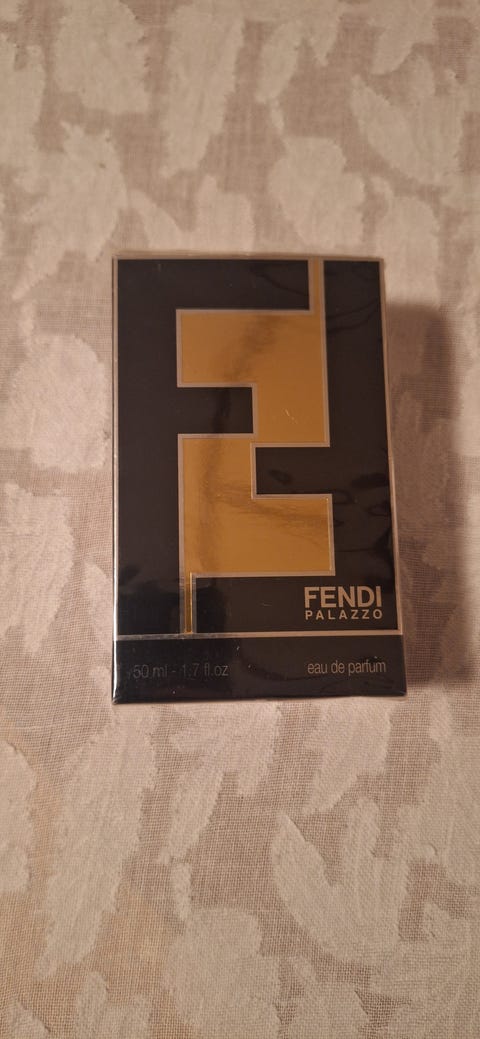 FENDI
PALAZZO
50 ml - 1.7 fl.oz
eau de parfum